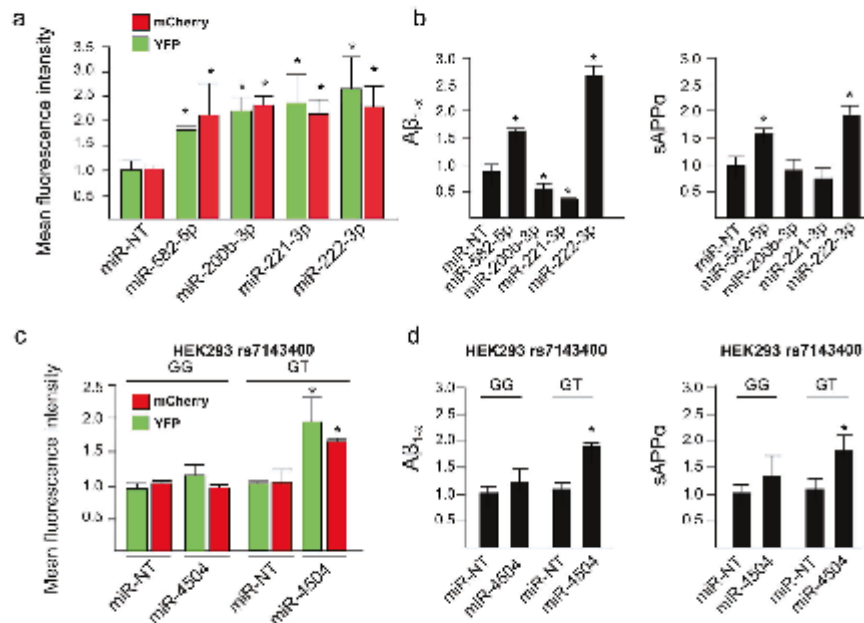 a
mCherry
YFP
Mean fluorescence intensity
3.5
3.0
2.5
2.0
1.5
1.0
0.5
* * * * * * * *
miR-NT
miR-582-5p
miR-200b-3p
miR-221-3p
miR-222-3p
b
Aβ1-x
3.0
2.5
2.0
1.5
1.0
0.5
* * * *
miR-NT
miR-582-5p
miR-200b-3p
miR-221-3p
miR-222-3p
sAPPα
3.0
2.5
2.0
1.5
1.0
0.5
* *
miR-NT
miR-582-5p
miR-200b-3p
miR-221-3p
miR-222-3p
c
HEK293 rs7143400
GG GT
mCherry
YFP
Mean fluorescence intensity
2.5
2.0
1.5
1.0
0.5
* *
miR-NT
miR-4504
miR-NT
miR-4504
d
HEK293 rs7143400
GG GT
Aβ1-x
3.0
2.5
2.0
1.5
1.0
0.5
*
miR-NT
miR-4504
miR-NT
miR-4504
HEK293 rs7143400
GG GT
sAPPα
3.0
2.5
2.0
1.5
1.0
0.5
*
miR-NT
miR-4504
miR-NT
miR-4504